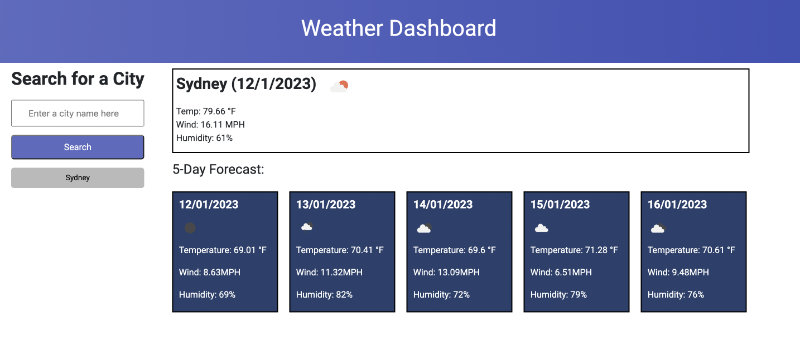 Weather Dashboard
Search for a City
Enter a city name here
Search
Sydney
Sydney (12/1/2023)
Temp: 79.66 °F
Wind: 16.11 MPH
Humidity: 61%
5-Day Forecast:
12/01/2023
Temperature: 69.01 °F
Wind: 8.63MPH
Humidity: 69%
13/01/2023
Temperature: 70.41 °F
Wind: 11.32MPH
Humidity: 82%
14/01/2023
Temperature: 69.6 °F
Wind: 13.09MPH
Humidity: 72%
15/01/2023
Temperature: 71.28 °F
Wind: 6.51MPH
Humidity: 79%
16/01/2023
Temperature: 70.61 °F
Wind: 9.48MPH
Humidity: 76%